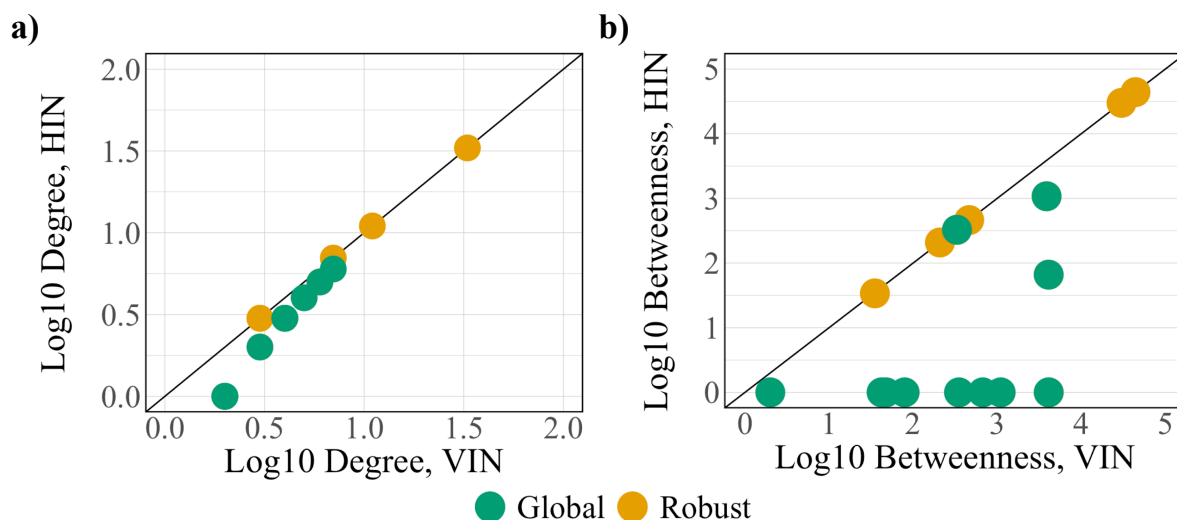 a)
Log10 Degree, HIN
2.0
1.5
1.0
0.5
0.0
0.0 0.5 1.0 1.5 2.0
Log10 Degree, VIN
b)
Log10 Betweenness, HIN
5
4
3
2
1
0
0 1 2 3 4 5
Log10 Betweenness, VIN
Global Robust